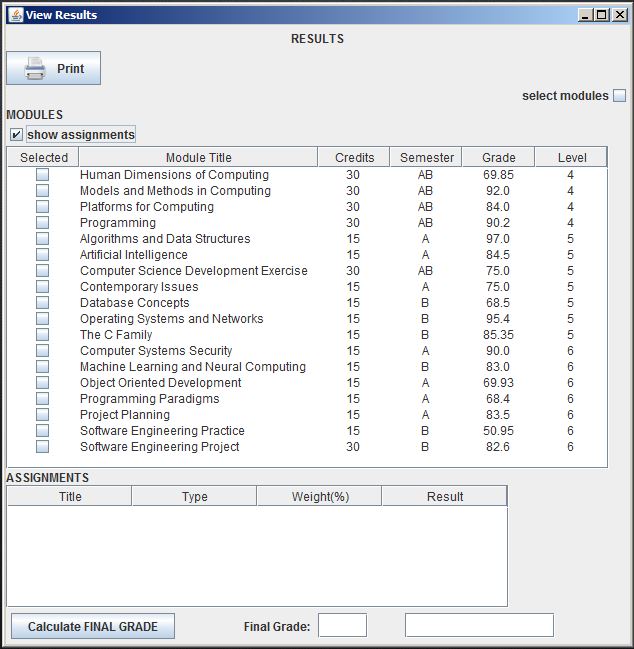 View Results
RESULTS
Print
select modules
MODULES
show assignments
Selected Module Title Credits Semester Grade Level
Human Dimensions of Computing 30 AB 69.85 4
Models and Methods in Computing 30 AB 92.0 4
Platforms for Computing 30 AB 84.0 4
Programming 30 AB 90.2 4
Algorithms and Data Structures 15 A 97.0 5
Artificial Intelligence 15 A 84.5 5
Computer Science Development Exercise 30 AB 75.0 5
Contemporary Issues 15 A 75.0 5
Database Concepts 15 B 68.5 5
Operating Systems and Networks 15 B 95.4 5
The C Family 15 B 85.35 5
Computer Systems Security 15 A 90.0 6
Machine Learning and Neural Computing 15 B 83.0 6
Object Oriented Development 15 A 69.93 6
Programming Paradigms 15 A 68.4 6
Project Planning 15 A 83.5 6
Software Engineering Practice 15 B 50.95 6
Software Engineering Project 30 B 82.6 6
ASSIGNMENTS
Title Type Weight(%) Result
Calculate FINAL GRADE Final Grade: